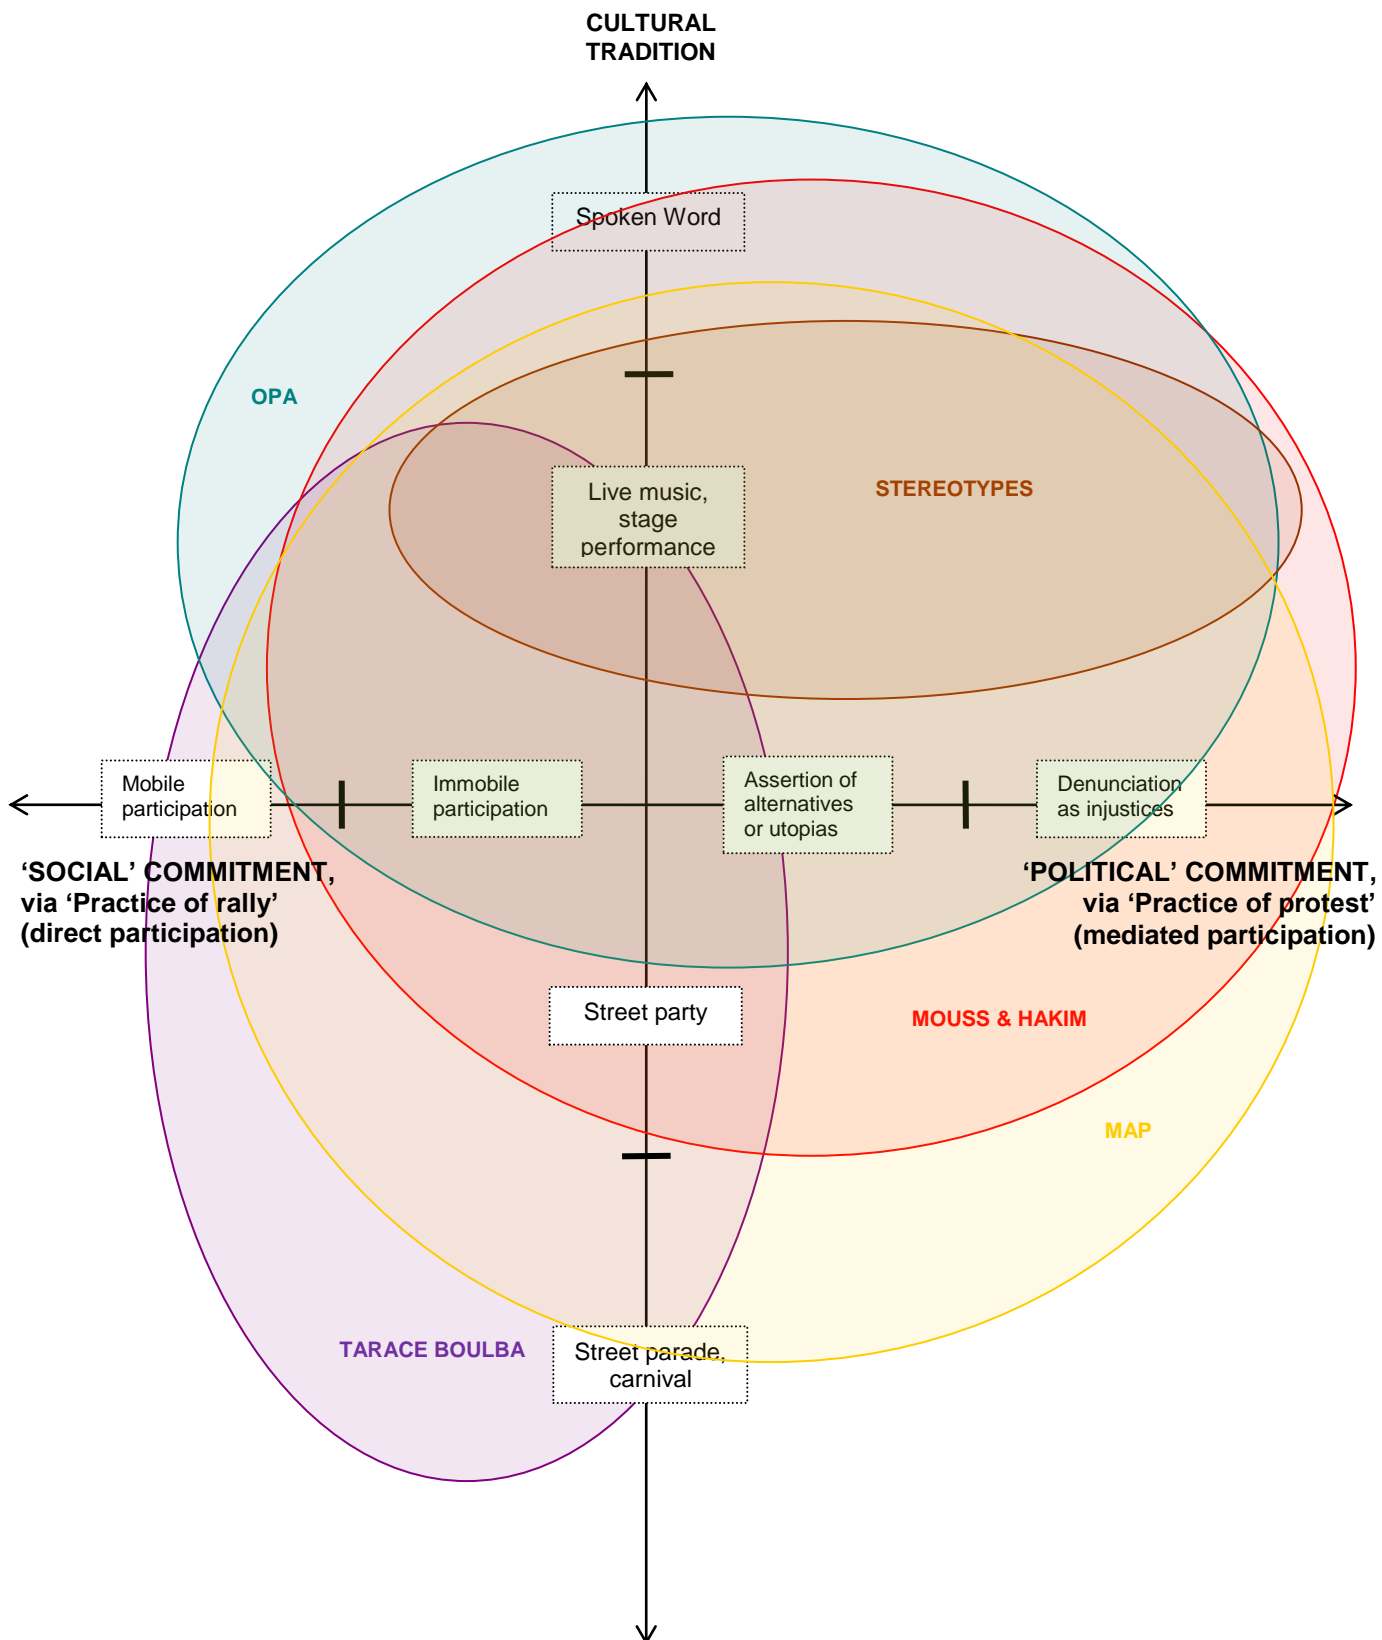 CULTURAL
TRADITION
Spoken Word
OPA
Live music,
stage
performance
STEREOTYPES
Mobile
participation
Immobile
participation
Assertion of
alternatives
or utopias
Denunciation
as injustices
‘SOCIAL’ COMMITMENT,
via ‘Practice of rally’
(direct participation)
‘POLITICAL’ COMMITMENT,
via ‘Practice of protest’
(mediated participation)
Street party
MOUSS & HAKIM
MAP
TARACE BOULBA
Street parade,
carnival